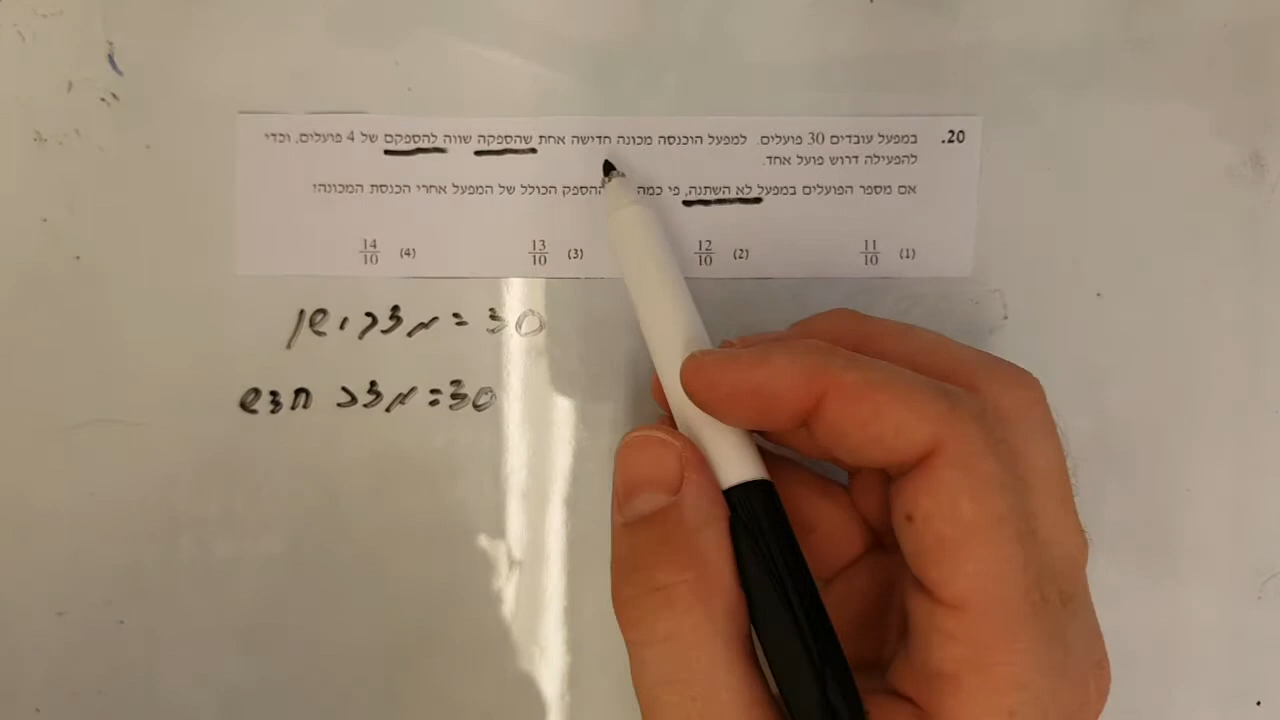 20. במפעל עובדים 30 פועלים. למפעל הוכנסה מכונה חדישה אחת שהספקה שווה להספקם של 4 פועלים, וכדי
להפעילה דרוש פועל אחד.
אם מספר הפועלים במפעל לא השתנה, פי כמה ההספק הכולל של המפעל אחרי הכנסת המכונה?
(1) 11/10 (2) 12/10 (3) 13/10 (4) 14/10
מצב ישן = 30
מצב חדש = 30